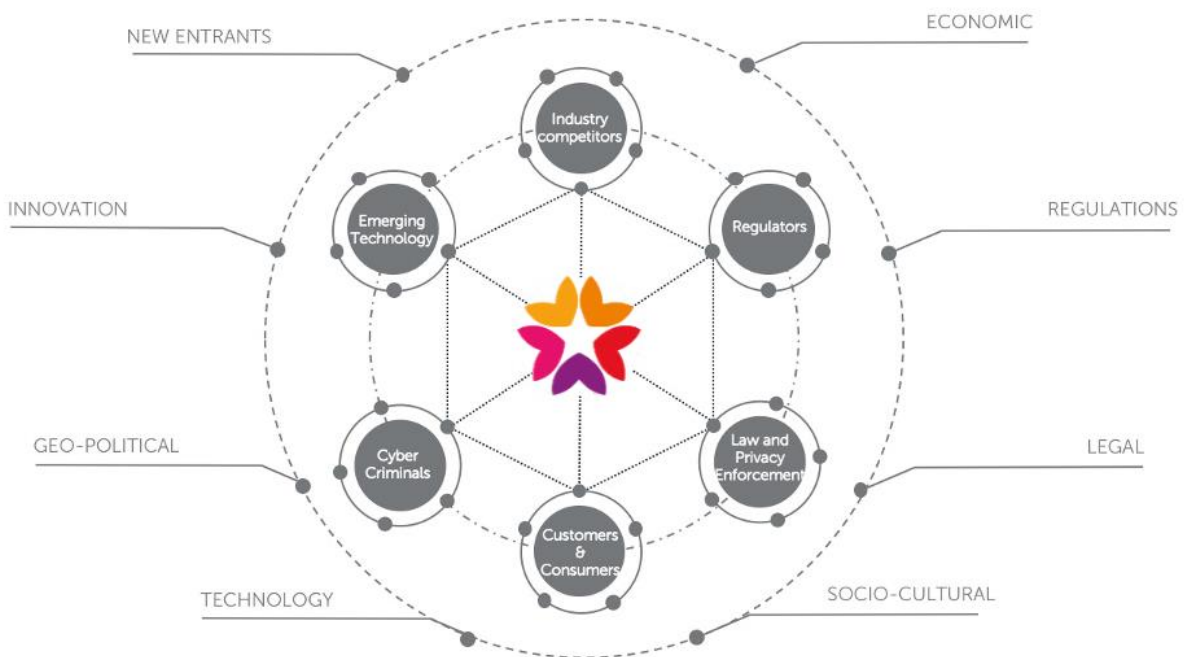 NEW ENTRANTS
ECONOMIC
Industry
competitors
INNOVATION
Emerging
Technology
Regulators
REGULATIONS
GEO-POLITICAL
Cyber
Criminals
Law and
Privacy
Enforcement
LEGAL
Customers
&
Consumers
TECHNOLOGY
SOCIO-CULTURAL